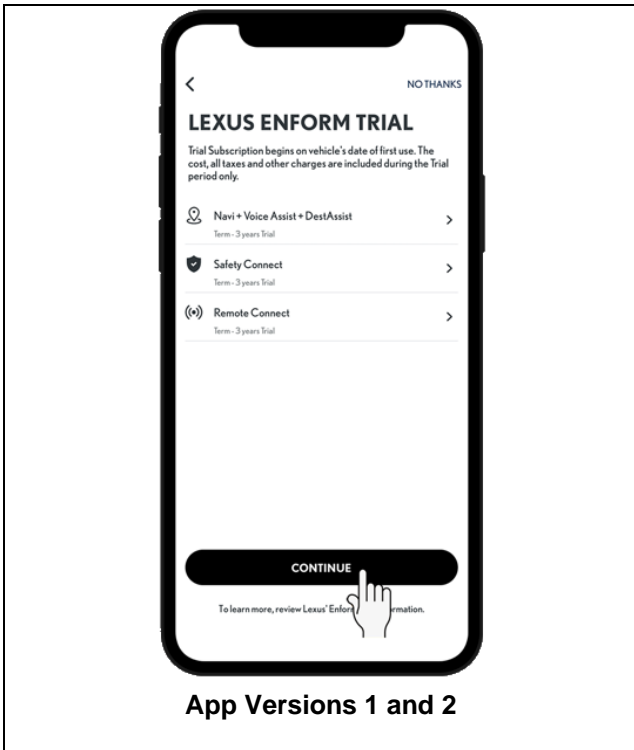 NO THANKS
LEXUS ENFORM TRIAL
Trial Subscription begins on vehicle's date of first use. The
cost, all taxes and other charges are included during the Trial
period only.
Navi + Voice Assist + DestAssist
Term - 3 years Trial
Safety Connect
Term - 3 years Trial
Remote Connect
Term - 3 years Trial
CONTINUE
To learn more, review Lexus'
App Versions 1 and 2